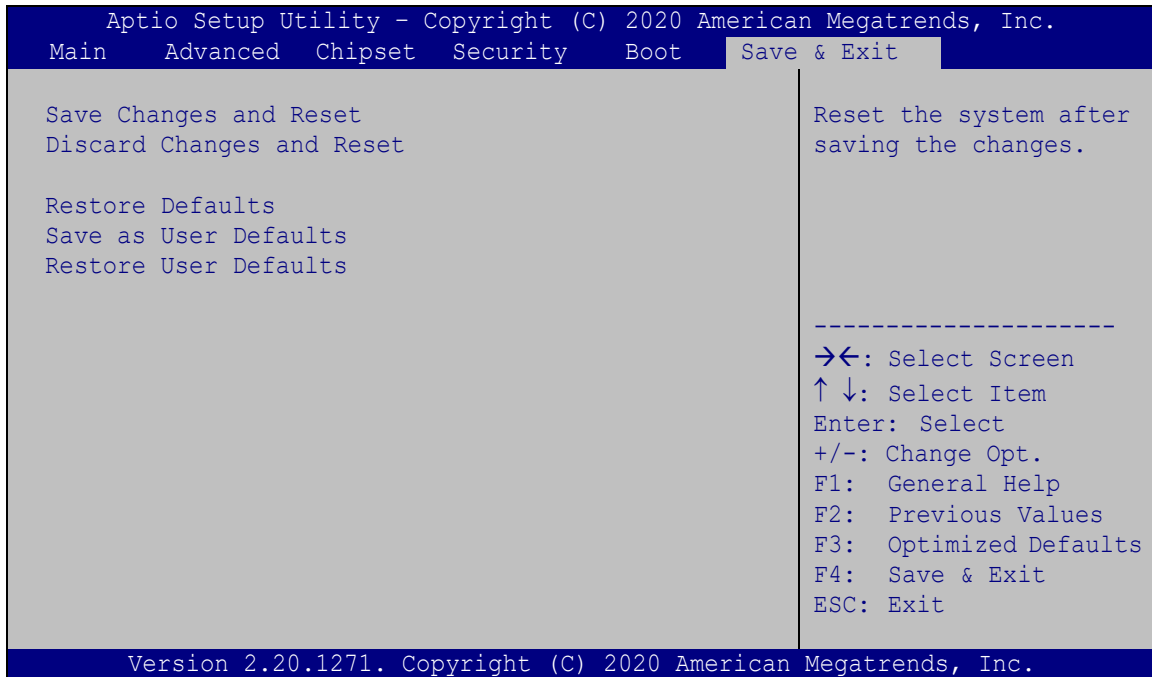 Aptio Setup Utility – Copyright (C) 2020 American Megatrends, Inc.
Main Advanced Chipset Security Boot Save & Exit
Save Changes and Reset
Discard Changes and Reset
Restore Defaults
Save as User Defaults
Restore User Defaults
Reset the system after
saving the changes.
---------------------
→←: Select Screen
↑ ↓: Select Item
Enter: Select
+/-: Change Opt.
F1: General Help
F2: Previous Values
F3: Optimized Defaults
F4: Save & Exit
ESC: Exit
Version 2.20.1271. Copyright (C) 2020 American Megatrends, Inc.